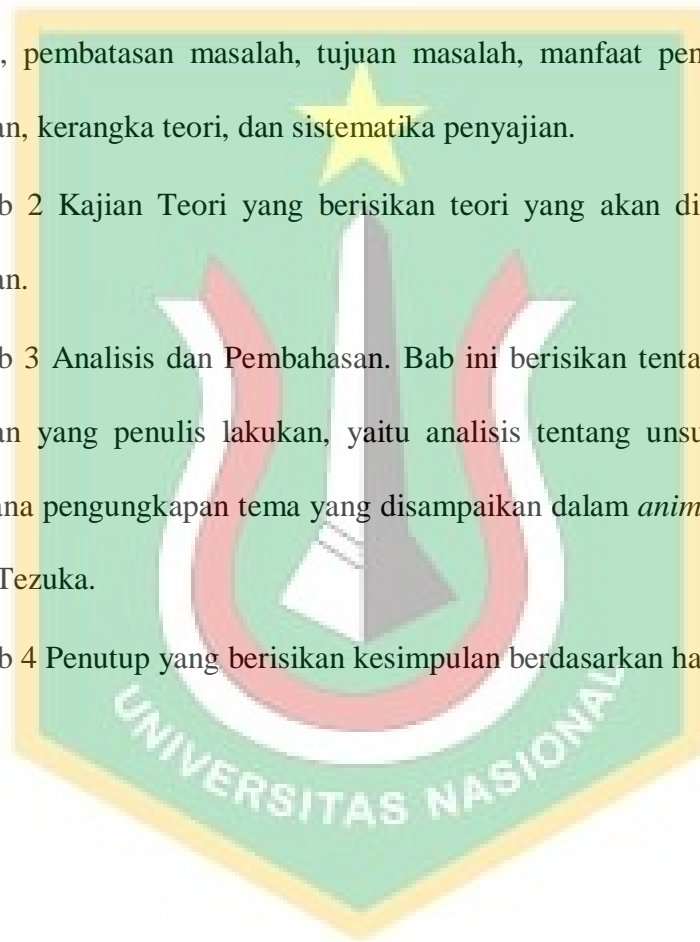 , pembatasan masalah, tujuan masalah, manfaat pen
an, kerangka teori, dan sistematika penyajian.
b 2 Kajian Teori yang berisikan teori yang akan di
an.
b 3 Analisis dan Pembahasan. Bab ini berisikan tenta
an yang penulis lakukan, yaitu analisis tentang unsu
ana pengungkapan tema yang disampaikan dalam anim
Tezuka.
b 4 Penutup yang berisikan kesimpulan berdasarkan ha
UNIVERSITAS NASIONAL